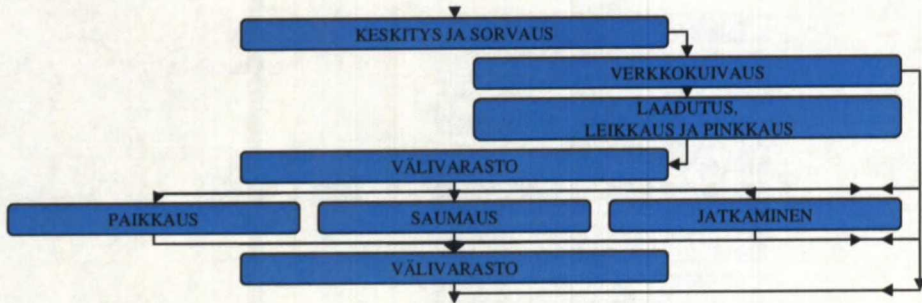 KESKITYS JA SORVAUS
VERKKOKUIVAUS
LAADUTUS,
LEIKKAUS JA PINKKAUS
VÄLIVARASTO
PAIKKAUS
SAUMAUS
JATKAMINEN
VÄLIVARASTO